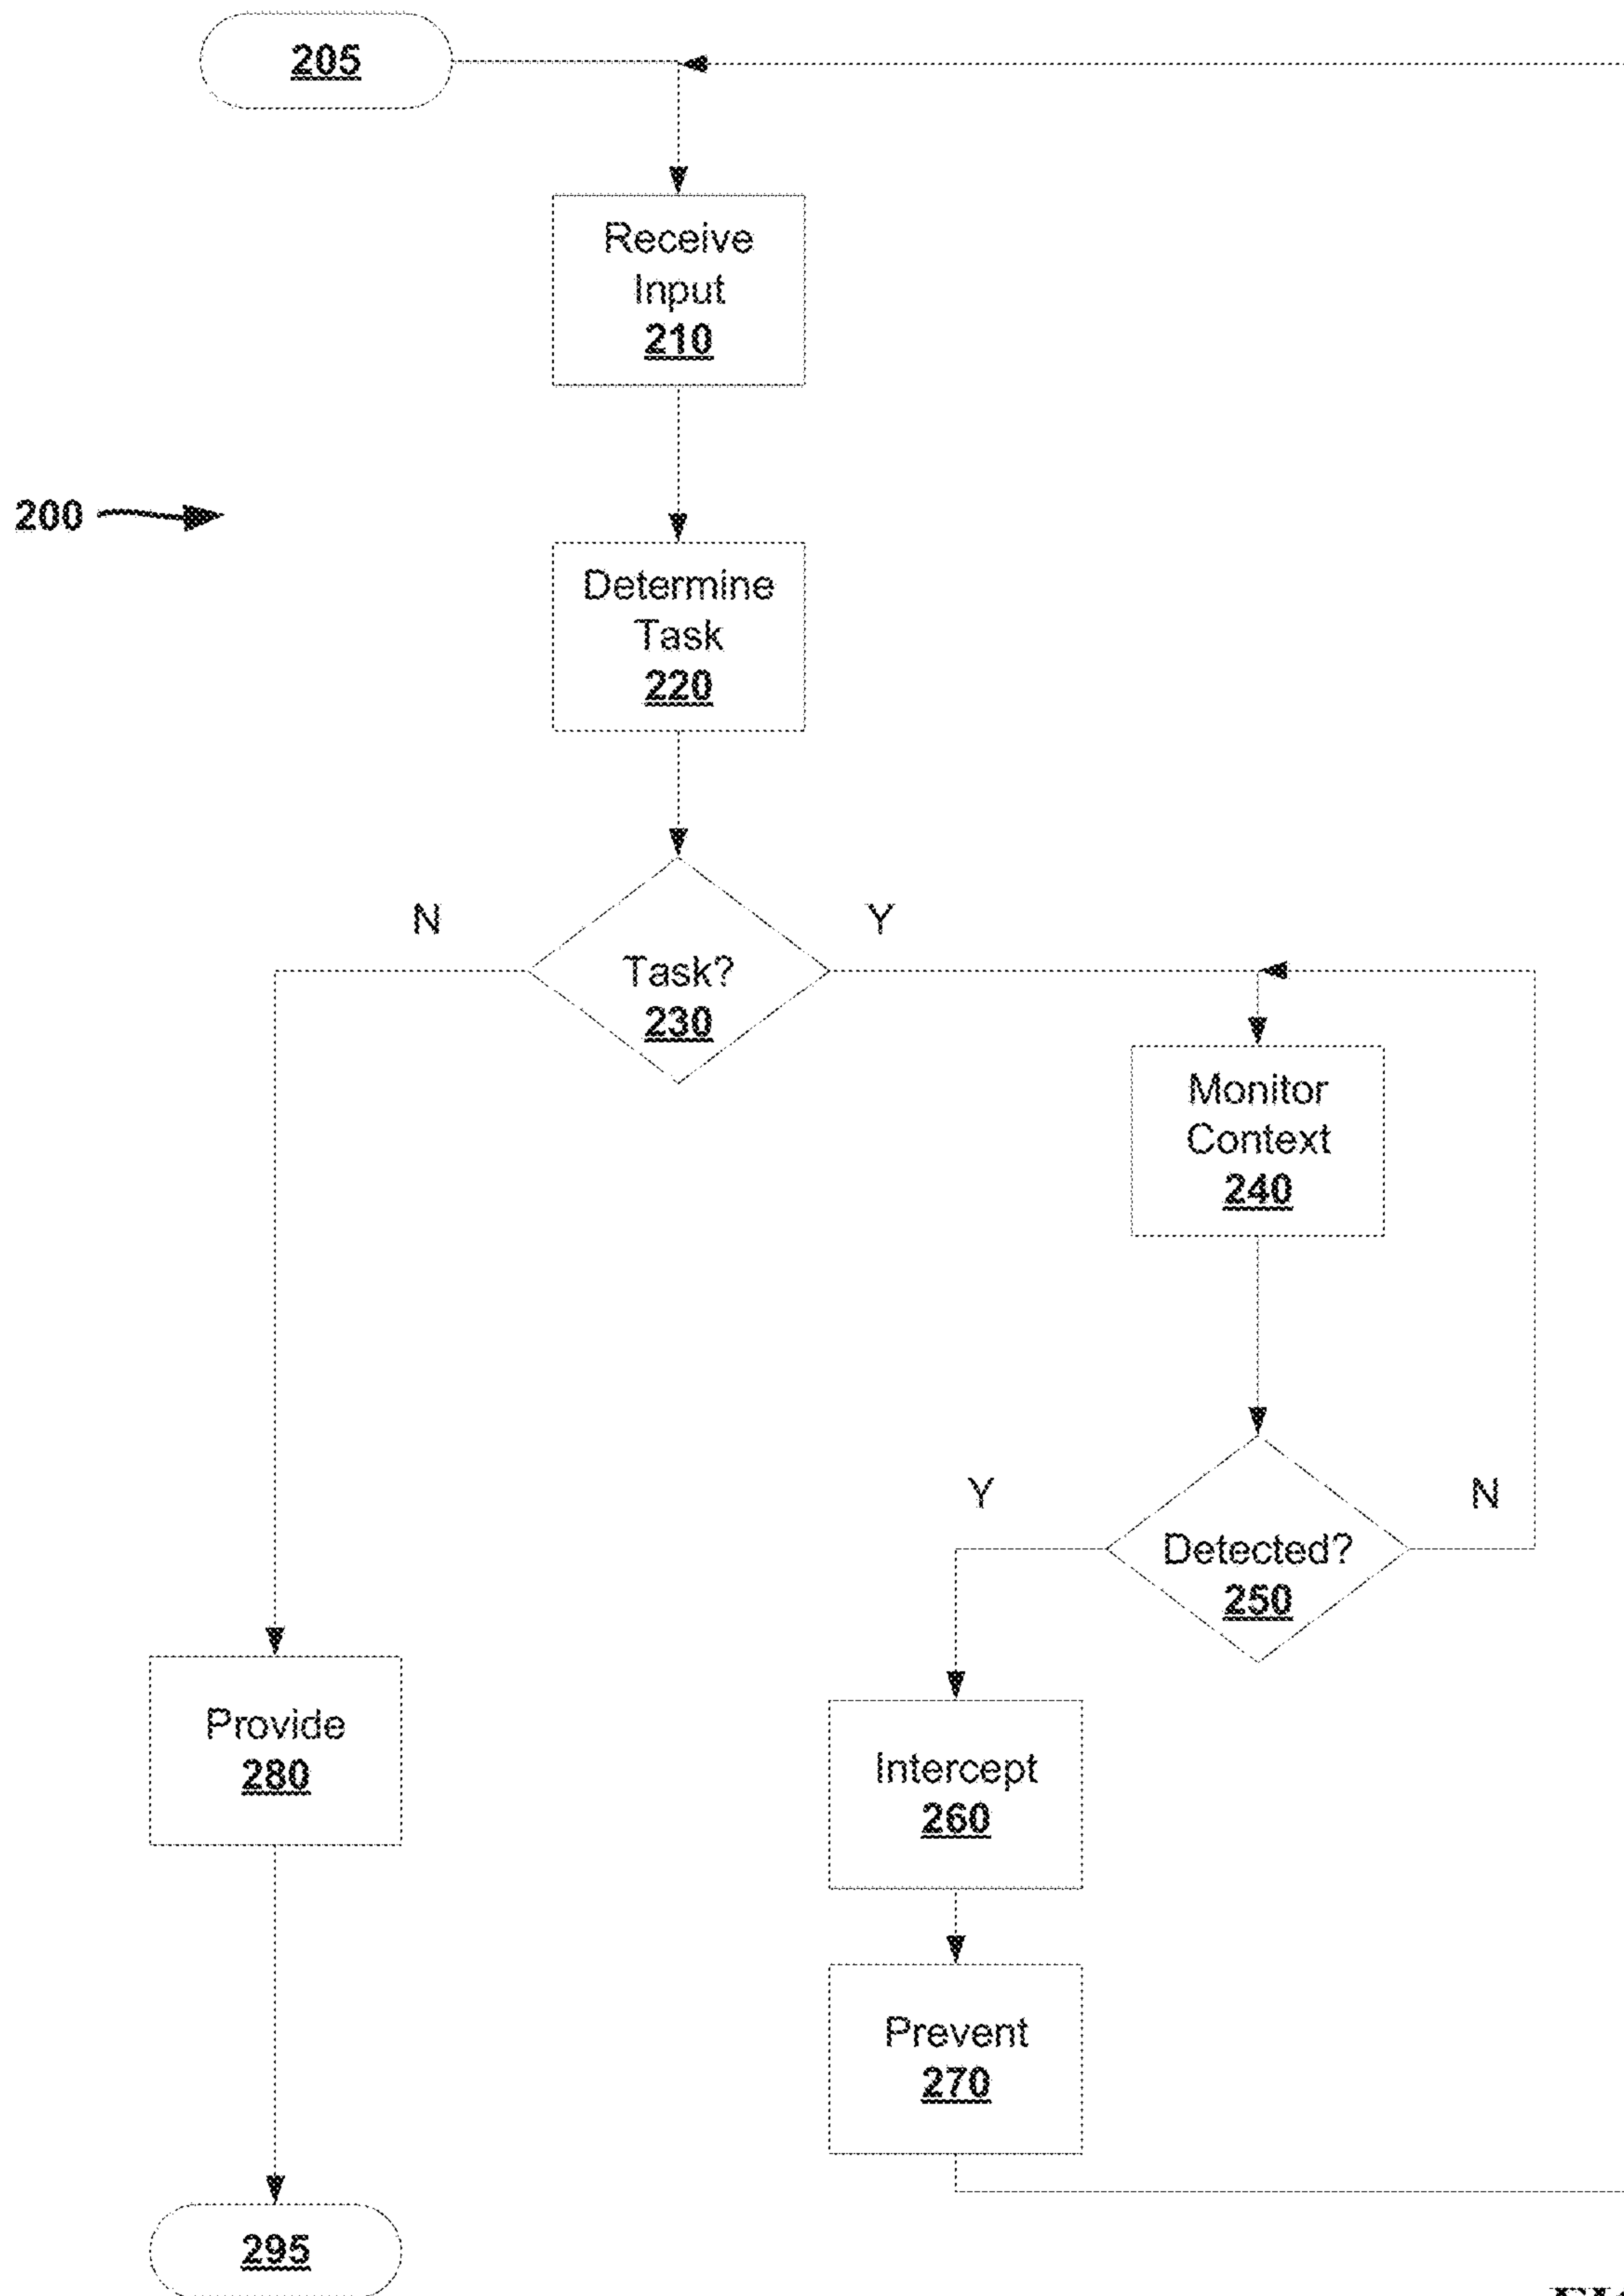 205
Receive
Input
210
200
Determine
Task
220
N
Y
Task?
230
Monitor
Context
240
Y
N
Detected?
250
Provide
280
Intercept
260
Prevent
270
295